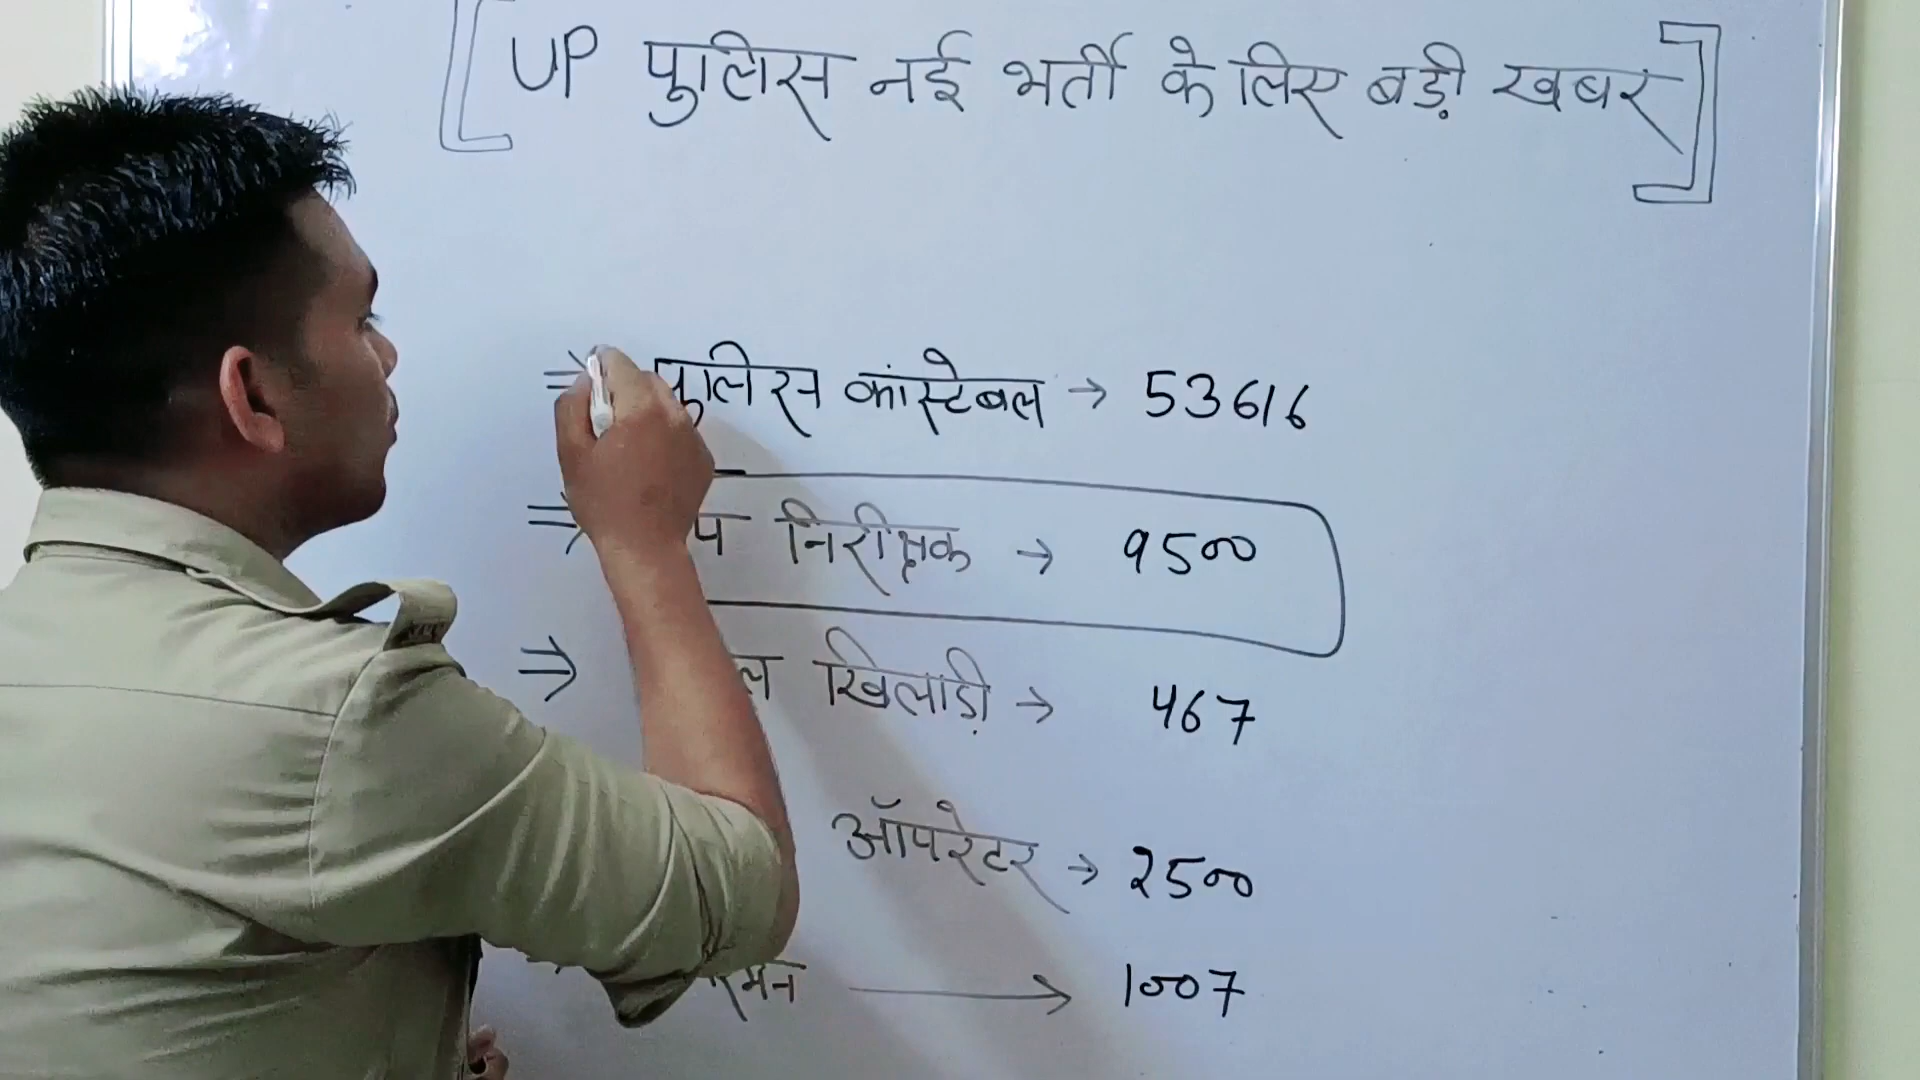 [UP पुलिस नई भर्ती के लिए बड़ी खबर]
⇒ पुलिस कांस्टेबल → 53616
⇒ निरीक्षक → 9500
⇒ खिलाड़ी → 467
ऑपरेटर → 2500
→ 1007